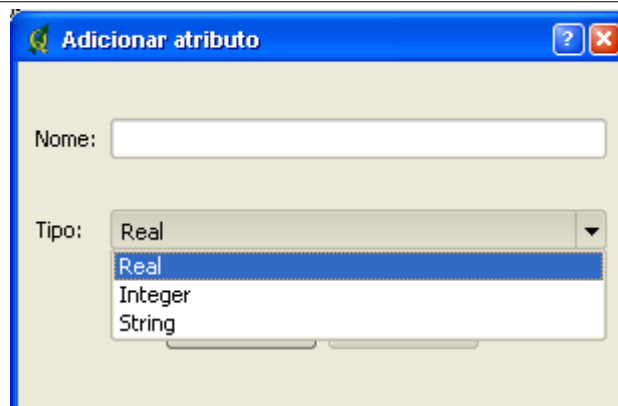 Adicionar atributo
Nome:
Tipo: Real
Real
Integer
String